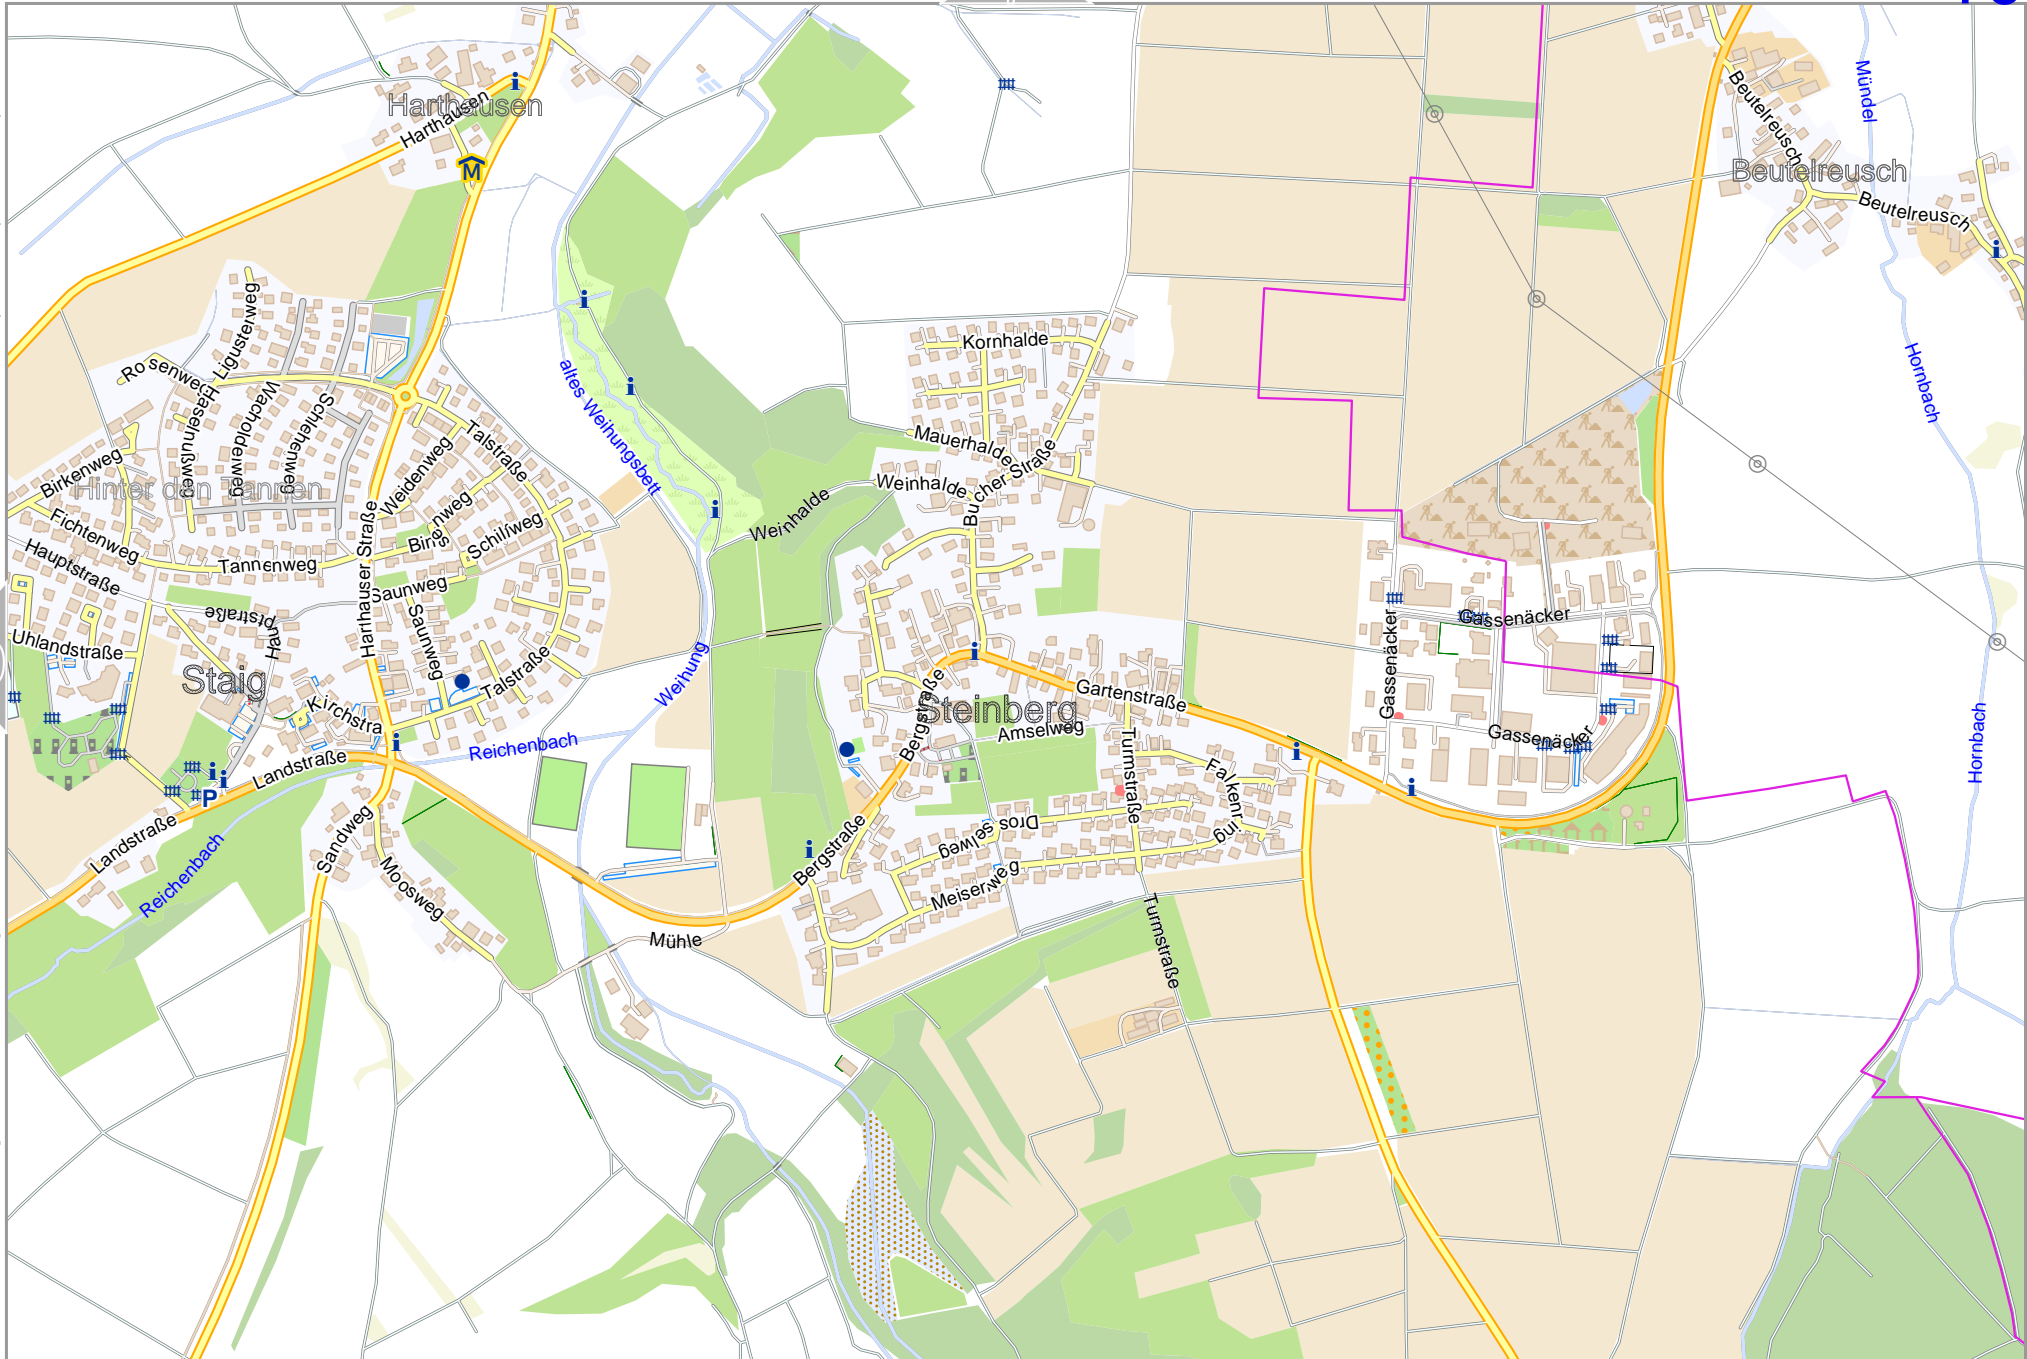 Harthausen
Harthausen
M
Beutelreusch
Beutelreusch
Beutelreusch
Mündel
Ligusterweg
Rosenweg
Haselnußweg
Wacholderweg
Schlehenweg
Kornhalde
altes Weihungsbett
Hornbach
Talstraße
Weidenweg
Mauerhalde
Bucher Straße
Weinhalde
Weinhalde
Birkenweg
Hinter den Tannen
Fichtenweg
Schilfweg
Hauptstraße
Tannenweg
Harthauser Straße
Saunweg
Saunweg
Hauptstraße
Uhlandstraße
Staig
Kirchstra
Talstraße
Weihung
Reichenbach
Gassenäcker
Gassenäcker
Gassenäcker
Bergstraße
Steinberg
Gartenstraße
Amselweg
Turmstraße
Falkenring
Hornbach
Landstraße
P
Landstraße
Reichenbach
Sandweg
Moosweg
Bergstraße
Drosselweg
Meisenweg
Mühle
Turmstraße